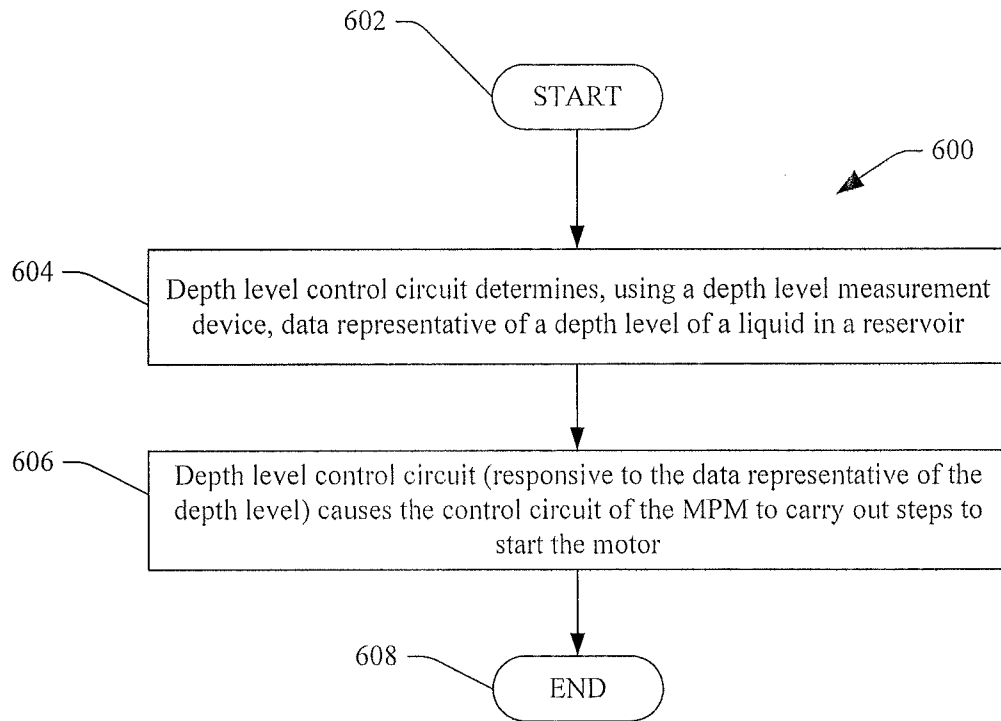 602
START
600
604
Depth level control circuit determines, using a depth level measurement
device, data representative of a depth level of a liquid in a reservoir
606
Depth level control circuit (responsive to the data representative of the
depth level) causes the control circuit of the MPM to carry out steps to
start the motor
608
END